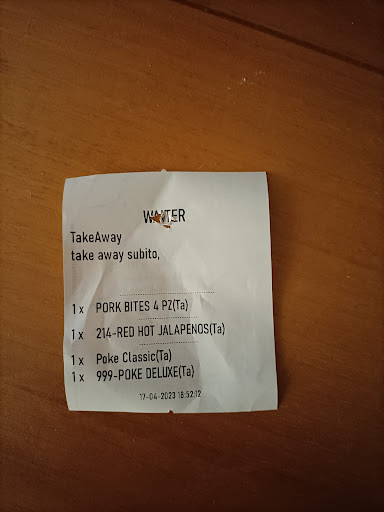 WAITER
TakeAway
take away subito,
1 x PORK BITES 4 PZ(Ta)
1 x 214-RED HOT JALAPENOS(Ta)
1 x Poke Classic(Ta)
1 x 999-POKE DELUXE(Ta)
17-04-2023 18:52:12